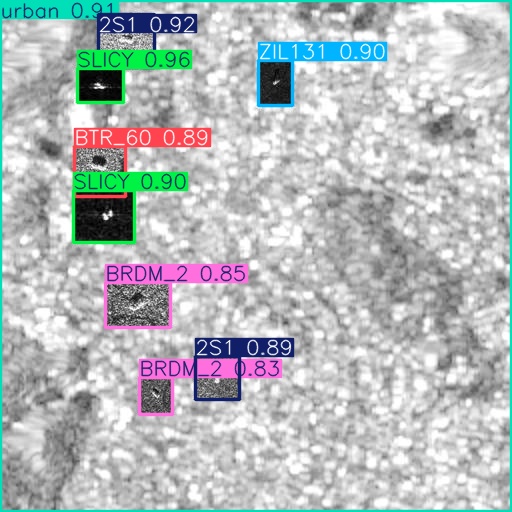 urban 0.91
2S1 0.92
SLICY 0.96
ZIL131 0.90
BTR_60 0.89
SLICY 0.90
BRDM_2 0.85
2S1 0.89
BRDM_2 0.83